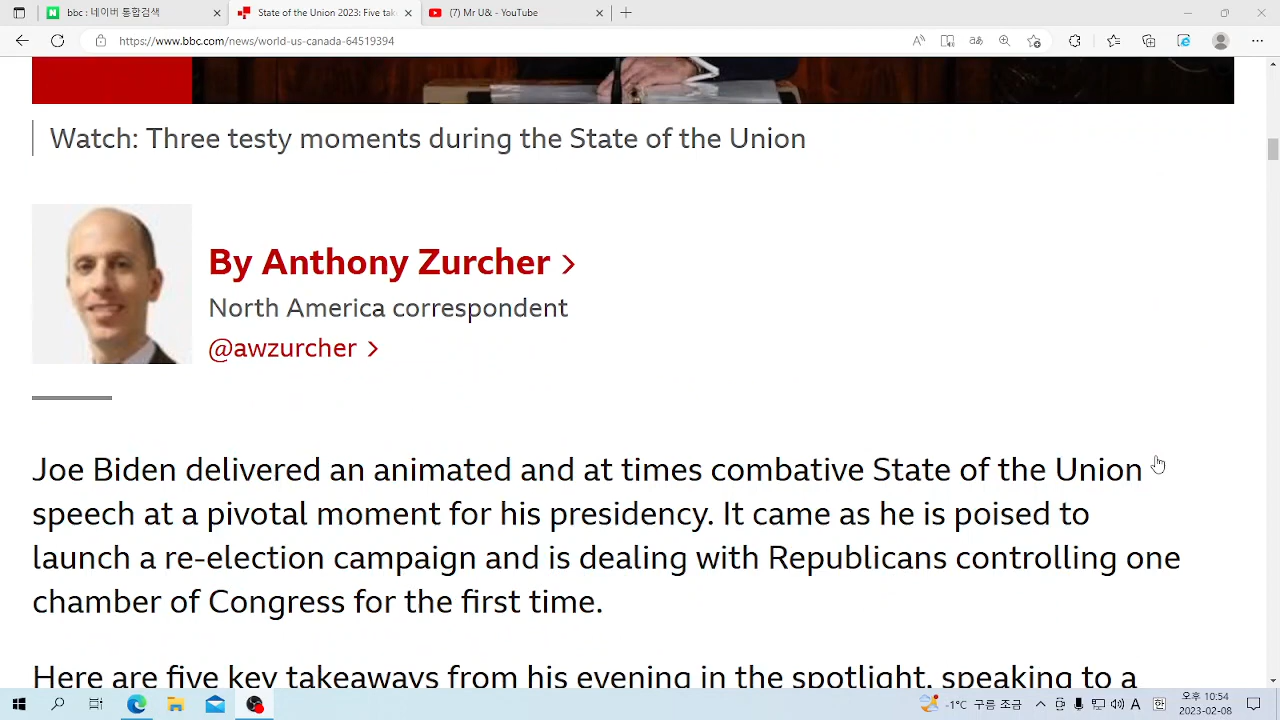 bbc : 네이버 통합검색
State of the Union 2023: Five tak
(7) Mr U& - YouTube
https://www.bbc.com/news/world-us-canada-64519394
Watch: Three testy moments during the State of the Union
By Anthony Zurcher
North America correspondent
@awzurcher
Joe Biden delivered an animated and at times combative State of the Union
speech at a pivotal moment for his presidency. It came as he is poised to
launch a re-election campaign and is dealing with Republicans controlling one
chamber of Congress for the first time.
Here are five key takeaways from his evening in the spotlight, speaking to a
-1°C 구름 조금
A
오후 10:54
2023-02-08